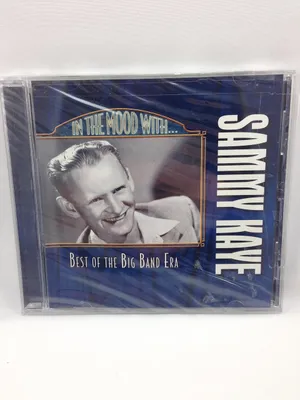 IN THE MOOD WITH...
SAMMY KAYE
BEST OF THE BIG BAND ERA